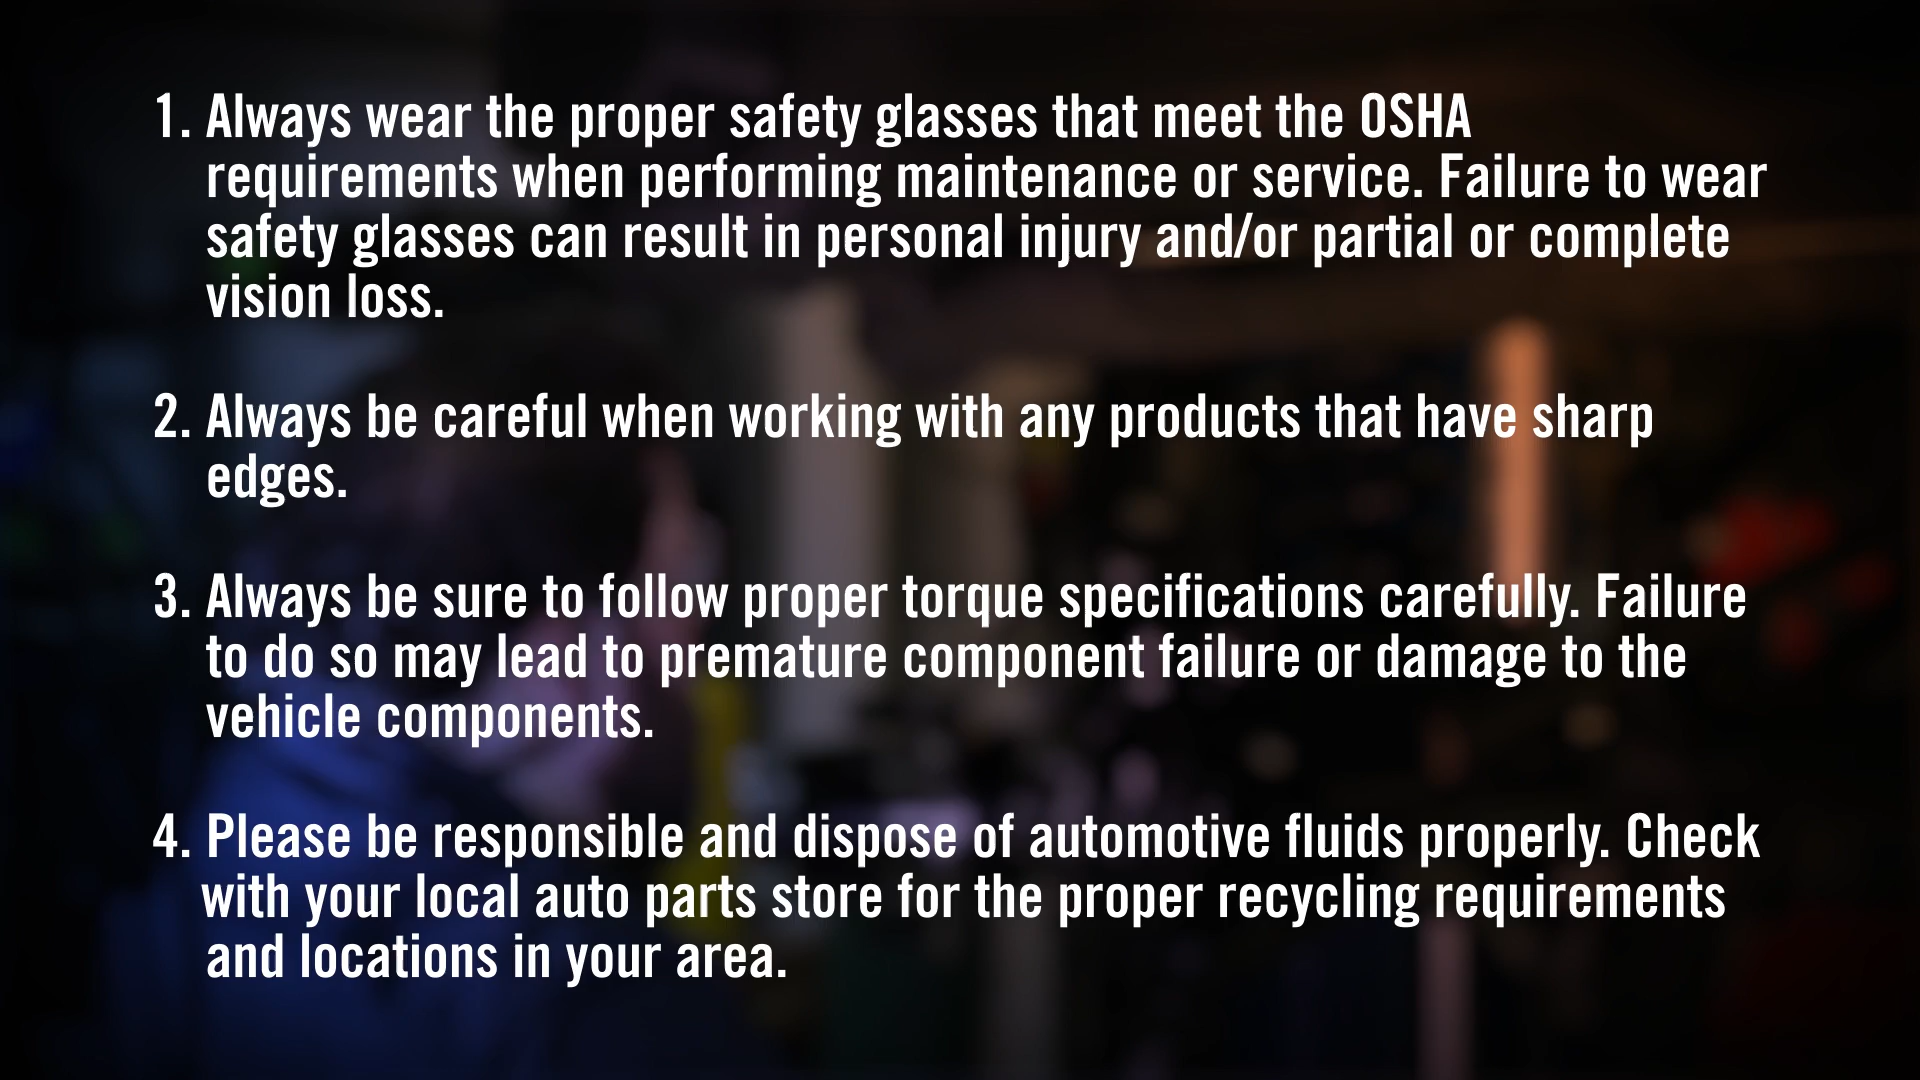 1. Always wear the proper safety glasses that meet the OSHA
requirements when performing maintenance or service. Failure to wear
safety glasses can result in personal injury and/or partial or complete
vision loss.
2. Always be careful when working with any products that have sharp
edges.
3. Always be sure to follow proper torque specifications carefully. Failure
to do so may lead to premature component failure or damage to the
vehicle components.
4. Please be responsible and dispose of automotive fluids properly. Check
with your local auto parts store for the proper recycling requirements
and locations in your area.